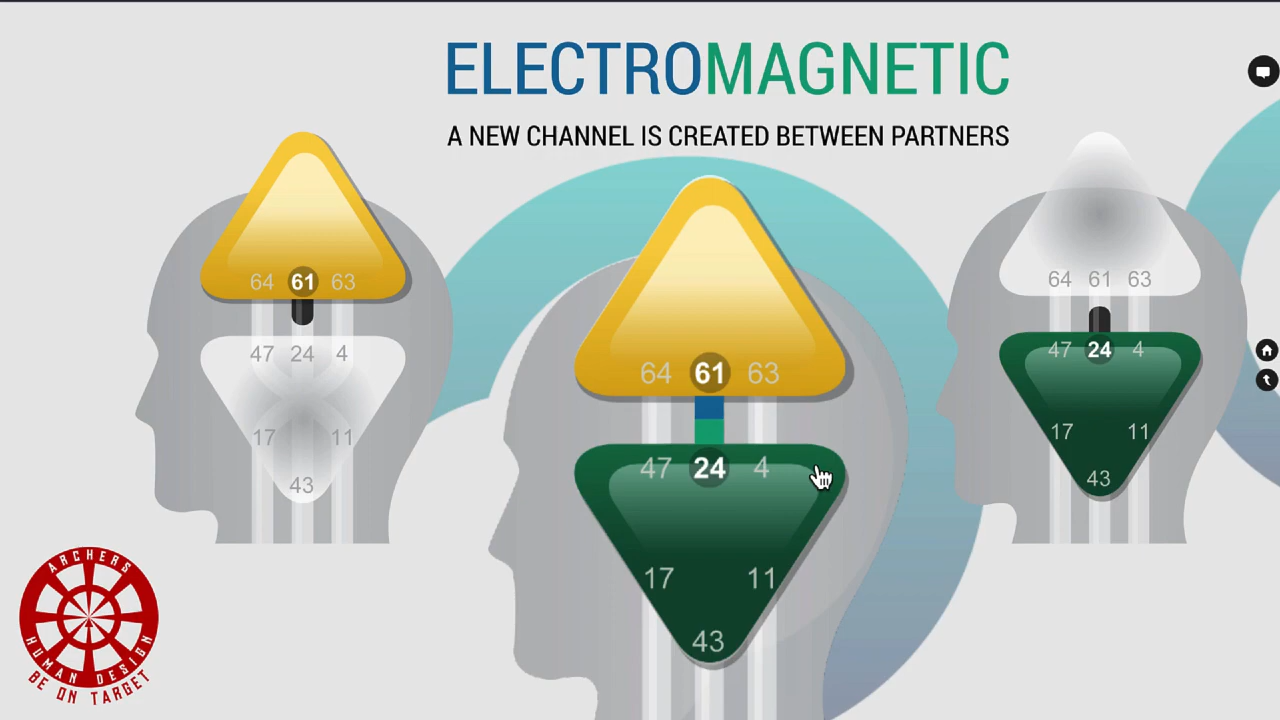 ELECTROMAGNETIC
A NEW CHANNEL IS CREATED BETWEEN PARTNERS
64 61 63
47 24 4
17 11
43
64 61 63
47 24 4
17 11
43
64 61 63
47 24 4
17 11
43
ARCHERS
HUMAN DESIGN
BE ON TARGET